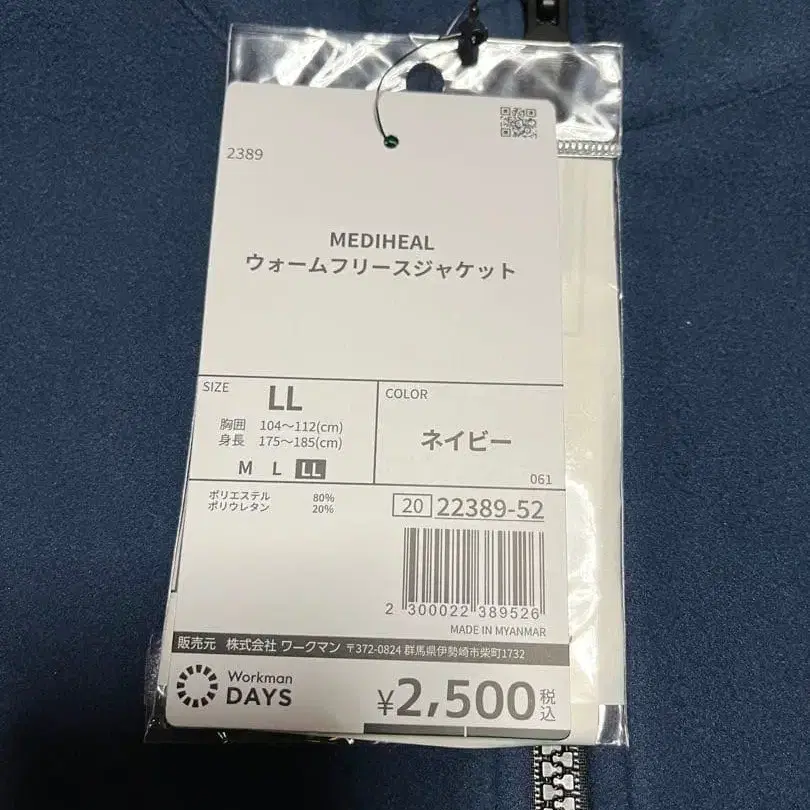 2389
MEDIHEAL
ウォームフリースジャケット
SIZE
LL
胸囲 104～112(cm)
身長 175～185(cm)
M L LL
COLOR
ネイビー
061
ポリエステル 80%
ポリウレタン 20%
20 22389-52
2 300022 389526
MADE IN MYANMAR
販売元 株式会社 ワークマン 〒372-0824 群馬県伊勢崎市柴町1732
Workman
DAYS
¥2,500税込